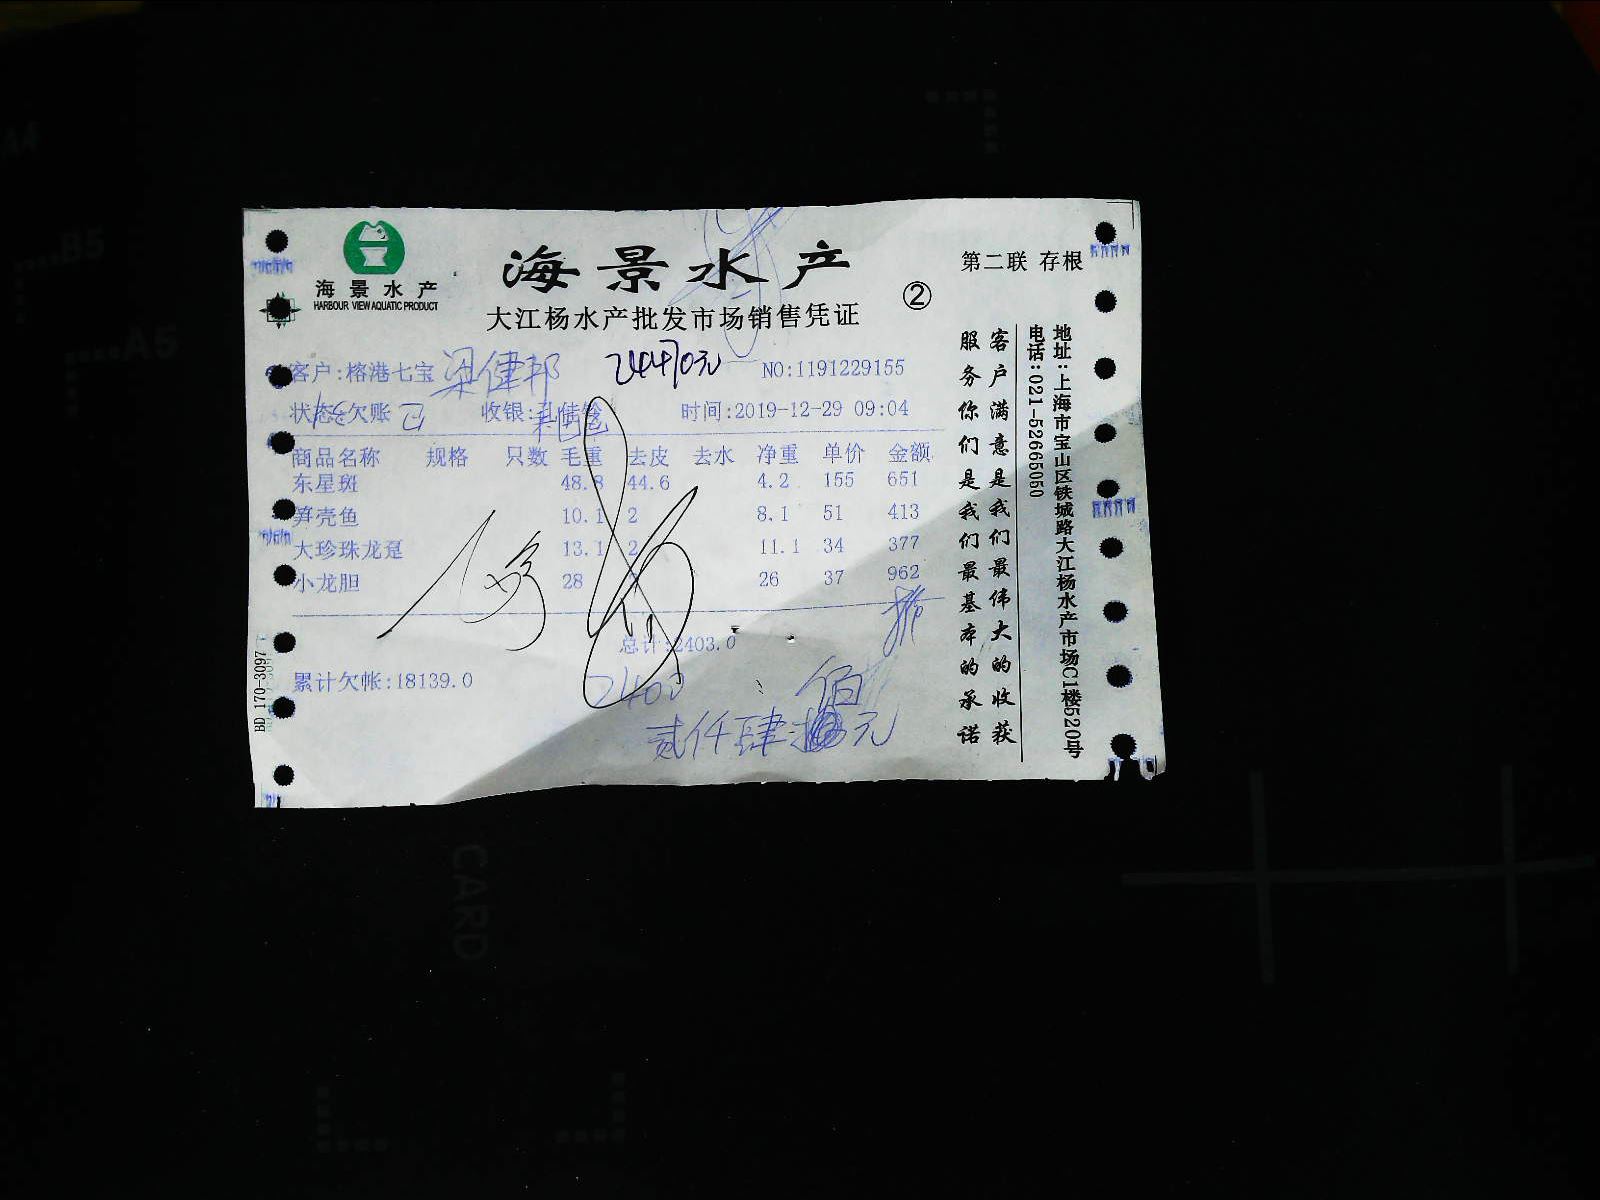 海景水产
HARBOUR VIEW AQUATIC PRODUCT
海景水产
大江杨水产批发市场销售凭证
②
第二联 存根
客户:榕港七宝 梁健邦
NO:1191229155
状态:欠账
收银:
时间:2019-12-29 09:04
商品名称 规格 只数 毛重 去皮 去水 净重 单价 金额
东星斑 48.8 44.6 4.2 155 651
笋壳鱼 10.1 2 8.1 51 413
大珍珠龙趸 13.1 2 11.1 34 377
小龙胆 28 26 37 962
总计:2403.0
累计欠帐:18139.0
2400
贰仟肆佰元
客户满意是我们最伟大的收获
服务你们是我们最基本的承诺
地址:上海市宝山区铁城路大江杨水产市场C1楼520号
电话:021-52665050
BD 170-3097
B5
A5
A4
CARD